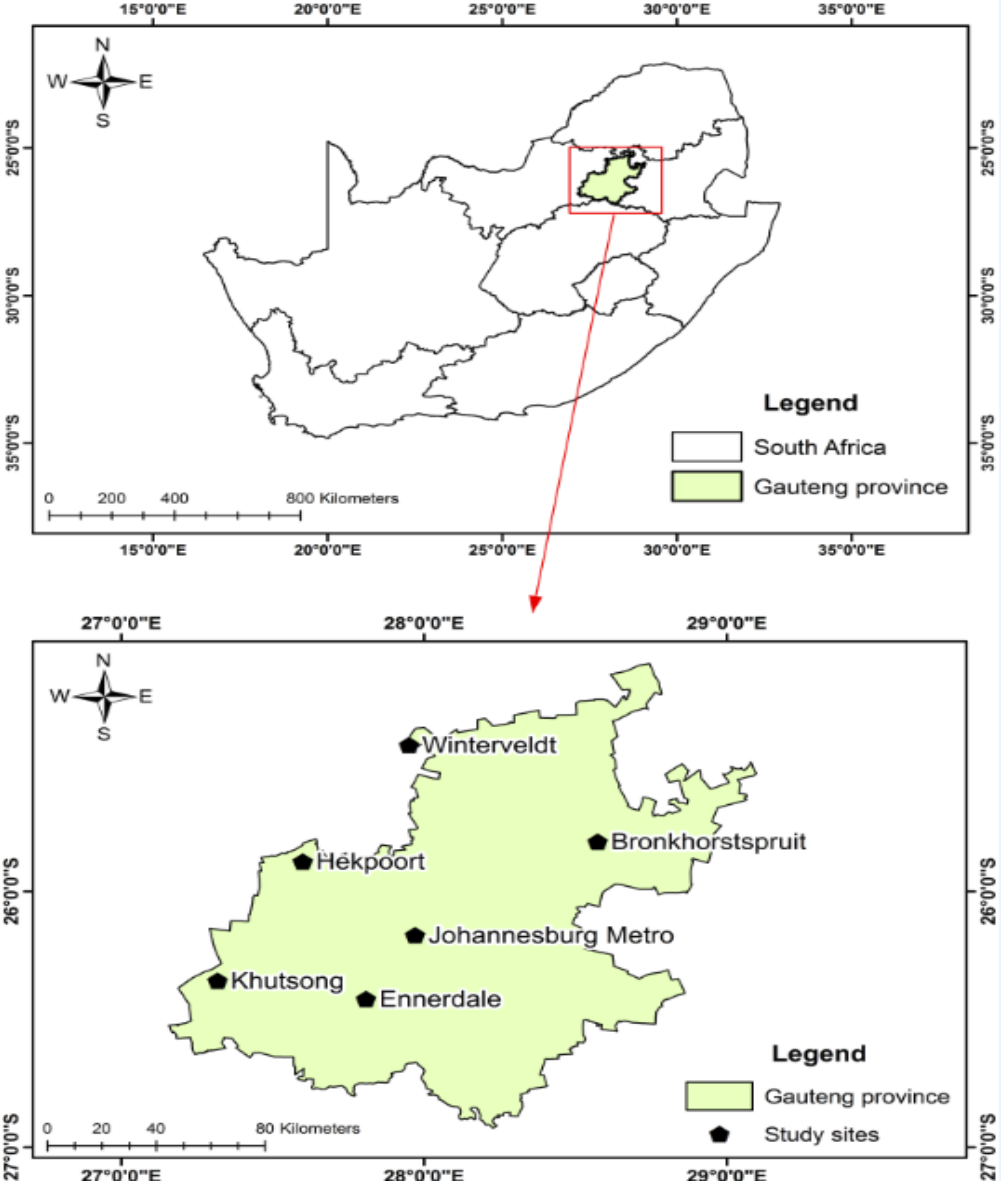 15°0'0"E 20°0'0"E 25°0'0"E 30°0'0"E 35°0'0"E
N
W E
S
25°0'0"S 25°0'0"S
30°0'0"S 30°0'0"S
35°0'0"S 35°0'0"S
Legend
South Africa
Gauteng province
0 200 400 800 Kilometers
15°0'0"E 20°0'0"E 25°0'0"E 30°0'0"E 35°0'0"E
27°0'0"E 28°0'0"E 29°0'0"E
N
W E
S
Winterveldt
Bronkhorstspruit
Hekpoort
26°0'0"S 26°0'0"S
Johannesburg Metro
Khutsong
Ennerdale
Legend
Gauteng province
Study sites
0 20 40 80 Kilometers
27°0'0"S 27°0'0"S
27°0'0"E 28°0'0"E 29°0'0"E